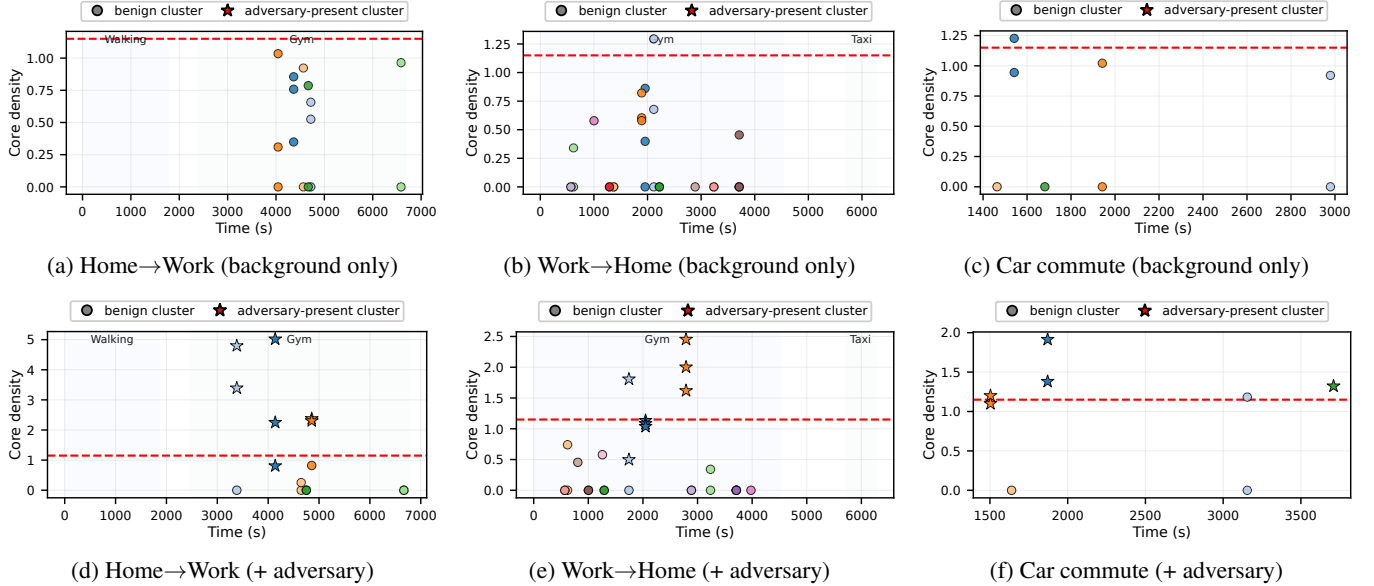 benign cluster adversary-present cluster
Walking Gym
1.00
0.75
0.50
0.25
0.00
Core density
0 1000 2000 3000 4000 5000 6000 7000
Time (s)
(a) Home→Work (background only)
benign cluster adversary-present cluster
Gym Taxi
1.25
1.00
0.75
0.50
0.25
0.00
Core density
0 1000 2000 3000 4000 5000 6000
Time (s)
(b) Work→Home (background only)
benign cluster adversary-present cluster
1.25
1.00
0.75
0.50
0.25
0.00
Core density
1400 1600 1800 2000 2200 2400 2600 2800 3000
Time (s)
(c) Car commute (background only)
benign cluster adversary-present cluster
Walking Gym
5
4
3
2
1
0
Core density
0 1000 2000 3000 4000 5000 6000 7000
Time (s)
(d) Home→Work (+ adversary)
benign cluster adversary-present cluster
Gym Taxi
2.5
2.0
1.5
1.0
0.5
0.0
Core density
0 1000 2000 3000 4000 5000 6000
Time (s)
(e) Work→Home (+ adversary)
benign cluster adversary-present cluster
2.0
1.5
1.0
0.5
0.0
Core density
1500 2000 2500 3000 3500
Time (s)
(f) Car commute (+ adversary)